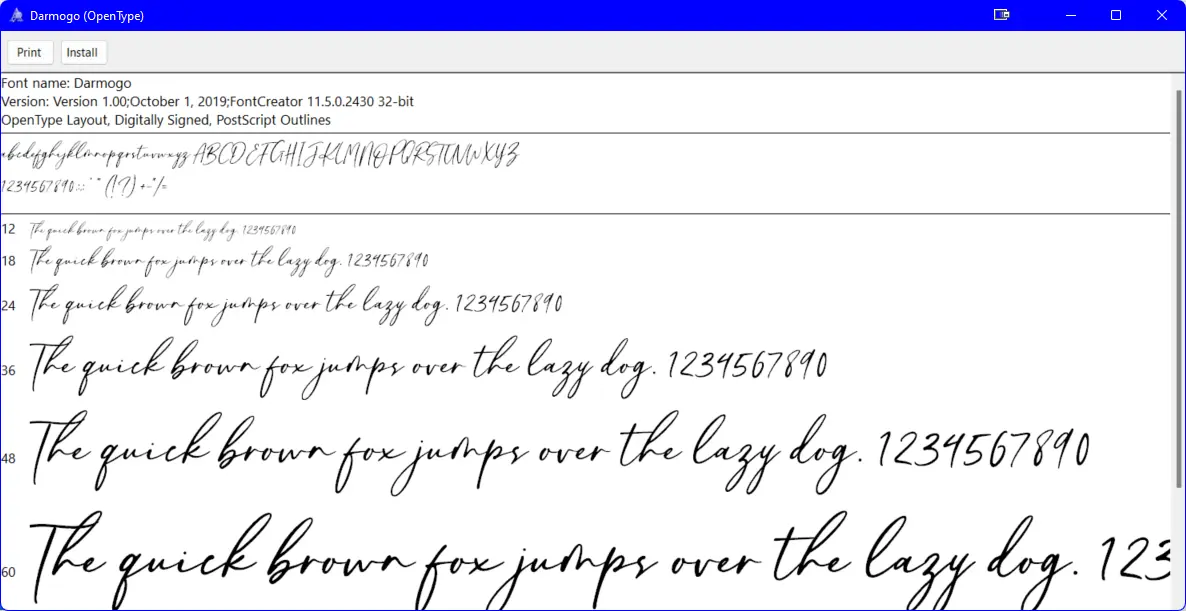 Darmogo (OpenType)
Print Install
Font name: Darmogo
Version: Version 1.00;October 1, 2019;FontCreator 11.5.0.2430 32-bit
OpenType Layout, Digitally Signed, PostScript Outlines
abcdefghijklmnopqrstuvwxyz ABCDEFGHIJKLMNOPQRSTUVWXYZ
1234567890.:,; ' " (!?) +-*/=
12 The quick brown fox jumps over the lazy dog. 1234567890
18 The quick brown fox jumps over the lazy dog. 1234567890
24 The quick brown fox jumps over the lazy dog. 1234567890
36 The quick brown fox jumps over the lazy dog. 1234567890
48 The quick brown fox jumps over the lazy dog. 1234567890
60 The quick brown fox jumps over the lazy dog. 123